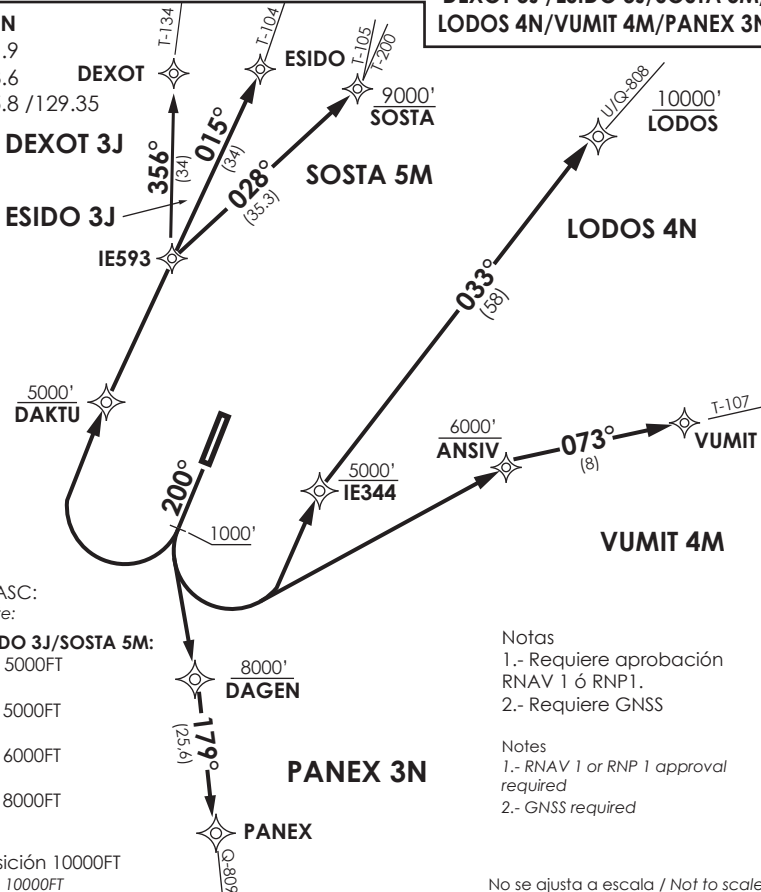 DEXOT 3J /ESIDO 3J/SOSTA 5M/
LODOS 4N/VUMIT 4M/PANEX 3N
N
.9
.6
.8 /129.35
T-134
T-104
T-105
T-200
U/Q-808
DEXOT
ESIDO
9000'
SOSTA
10000'
LODOS
DEXOT 3J
356°
(34)
015°
(34)
028°
(35.3)
SOSTA 5M
ESIDO 3J
LODOS 4N
IE593
033°
(58)
5000'
DAKTU
T-107
6000'
ANSIV
073°
(8)
VUMIT
200°
5000'
IE344
1000'
VUMIT 4M
ASC:
re:
DO 3J/SOSTA 5M:
5000FT
5000FT
6000FT
8000FT
sición 10000FT
10000FT
8000'
DAGEN
179°
(25.6)
PANEX 3N
PANEX
Q-809
Notas
1.- Requiere aprobación
RNAV 1 ó RNP1.
2.- Requiere GNSS
Notes
1.- RNAV 1 or RNP 1 approval
required
2.- GNSS required
No se ajusta a escala / Not to scale